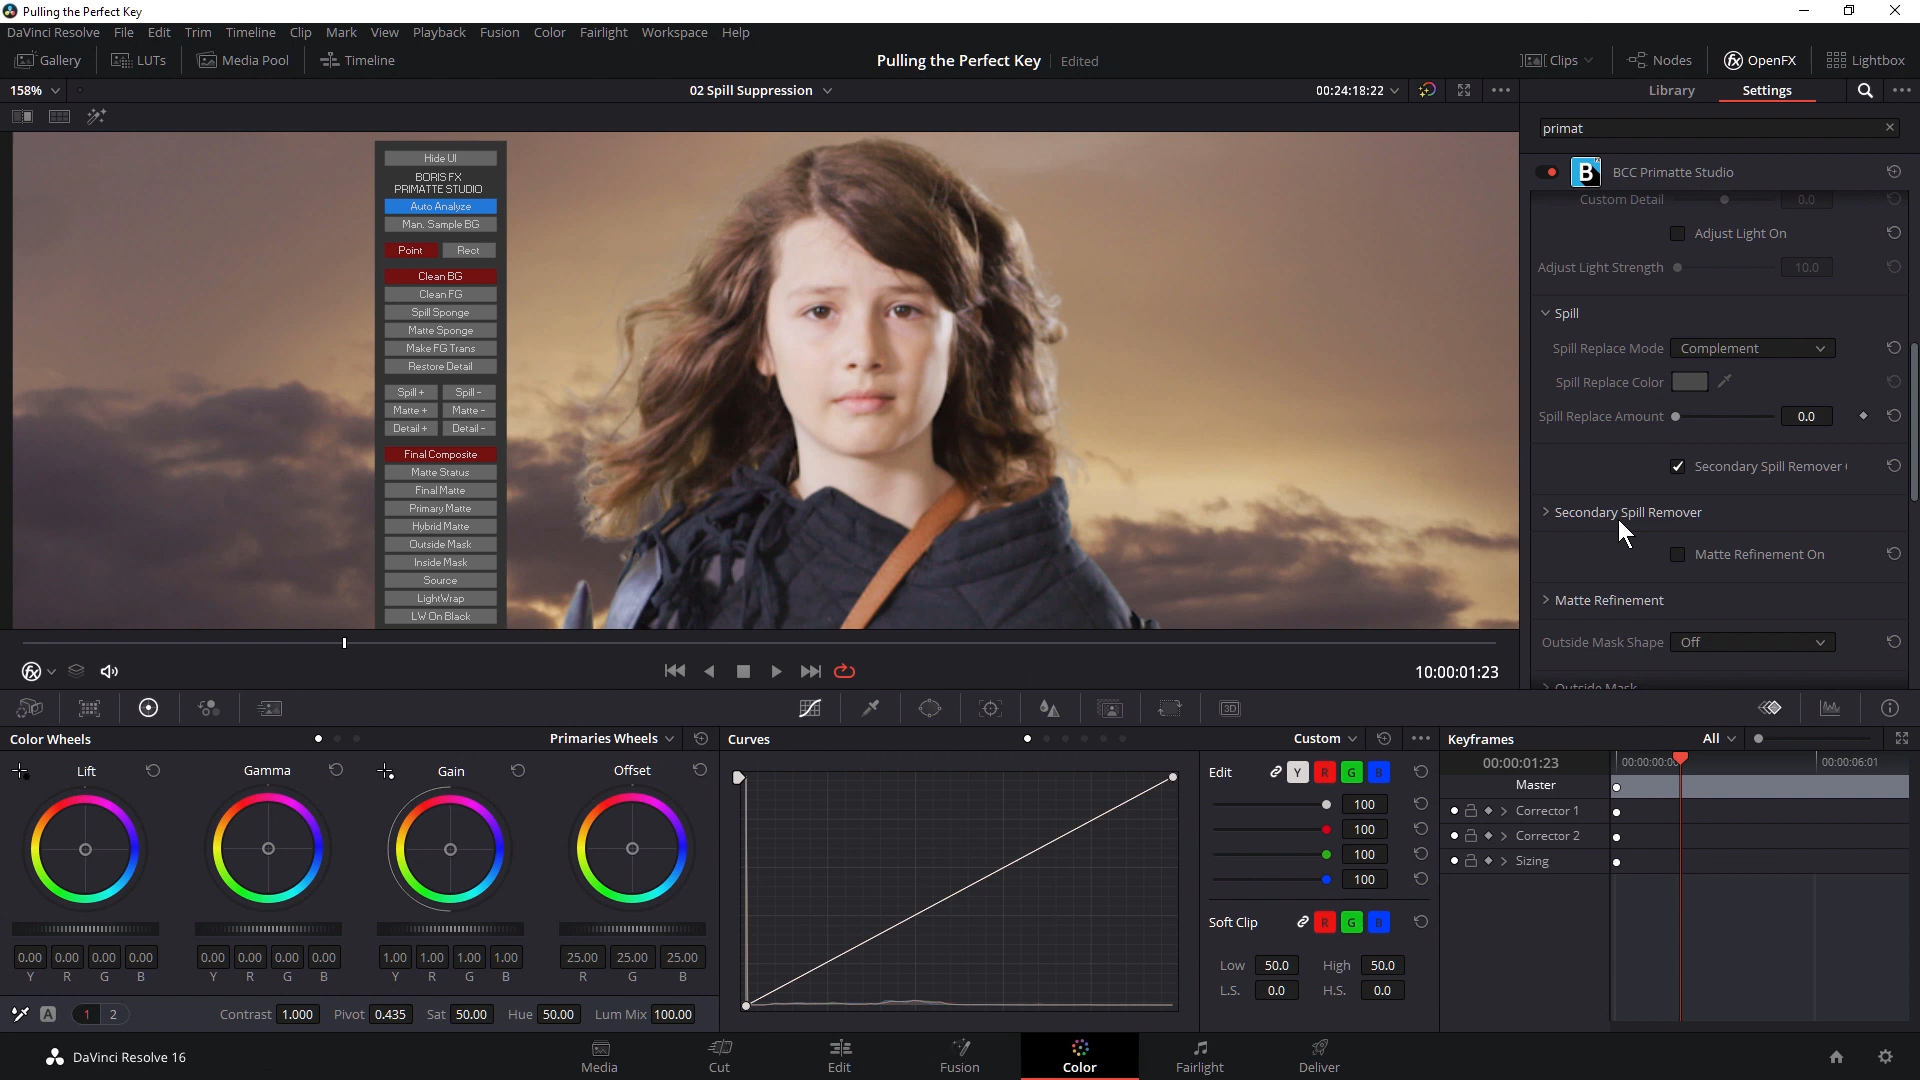 Pulling the Perfect Key
DaVinci Resolve File Edit Trim Timeline Clip Mark View Playback Fusion Color Fairlight Workspace Help
Gallery LUTs Media Pool Timeline Pulling the Perfect Key Edited Clips Nodes OpenFX Lightbox
158% 02 Spill Suppression 00:24:18:22 Library Settings
primat
B BCC Primatte Studio
Custom Detail 0.0
Adjust Light On
Adjust Light Strength 10.0
Spill
Spill Replace Mode Complement
Spill Replace Color
Spill Replace Amount 0.0
Secondary Spill Remover
Secondary Spill Remover
Matte Refinement On
Matte Refinement
Outside Mask Shape Off
Outside Mask
Hide UI
BORIS FX
PRIMATTE STUDIO
Auto Analyze
Man. Sample BG
Point Rect
Clean BG
Clean FG
Spill Sponge
Matte Sponge
Make FG Trans
Restore Detail
Spill + Spill -
Matte + Matte -
Detail + Detail -
Final Composite
Matte Status
Final Matte
Primary Matte
Hybrid Matte
Outside Mask
Inside Mask
Source
LightWrap
LW On Black
10:00:01:23
Color Wheels Primaries Wheels
Lift Gamma Gain Offset
0.00 0.00 0.00 0.00 0.00 0.00 0.00 0.00 1.00 1.00 1.00 1.00 25.00 25.00 25.00
Y R G B Y R G B Y R G B R G B
A 1 2 Contrast 1.000 Pivot 0.435 Sat 50.00 Hue 50.00 Lum Mix 100.00
Curves Custom
Edit Y R G B
100
100
100
100
Soft Clip R G B
Low 50.0 High 50.0
L.S. 0.0 H.S. 0.0
Keyframes All
00:00:01:23 00:00:00:0 00:00:06:01
Master
Corrector 1
Corrector 2
Sizing
DaVinci Resolve 16 Media Cut Edit Fusion Color Fairlight Deliver